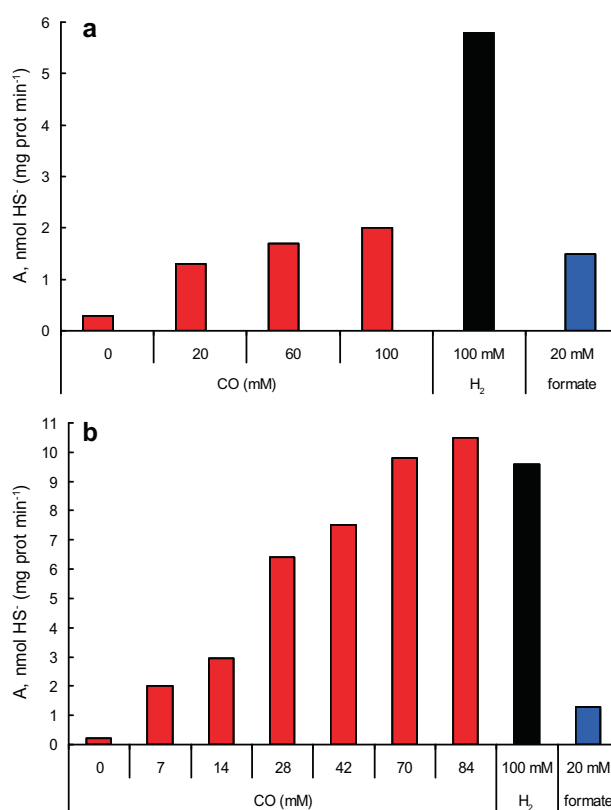 a
A, nmol HS⁻ (mg prot min⁻¹)
6
5
4
3
2
1
0
0 20 60 100 100 mM 20 mM
CO (mM) H₂ formate
b
A, nmol HS⁻ (mg prot min⁻¹)
11
10
9
8
7
6
5
4
3
2
1
0
0 7 14 28 42 70 84 100 mM 20 mM
CO (mM) H₂ formate